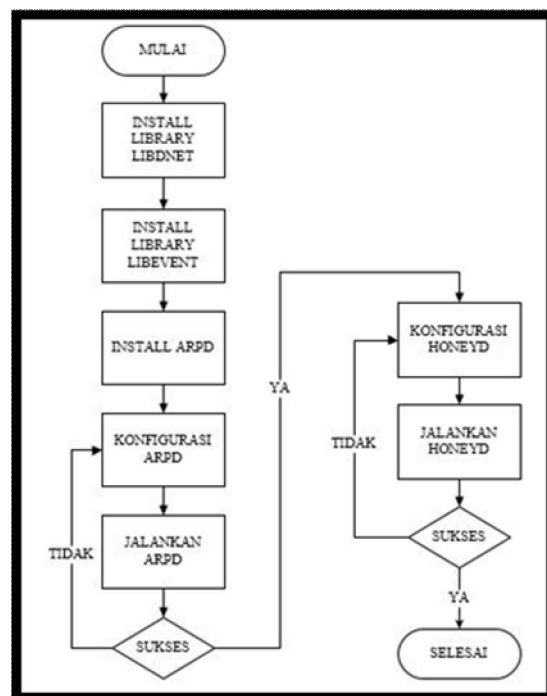 MULAI
INSTALL
LIBRARY
LIBDNET
INSTALL
LIBRARY
LIBEVENT
INSTALL ARPD
KONFIGURASI
ARPD
JALANKAN
ARPD
TIDAK
SUKSES
YA
KONFIGURASI
HONEYD
JALANKAN
HONEYD
TIDAK
SUKSES
YA
SELESAI